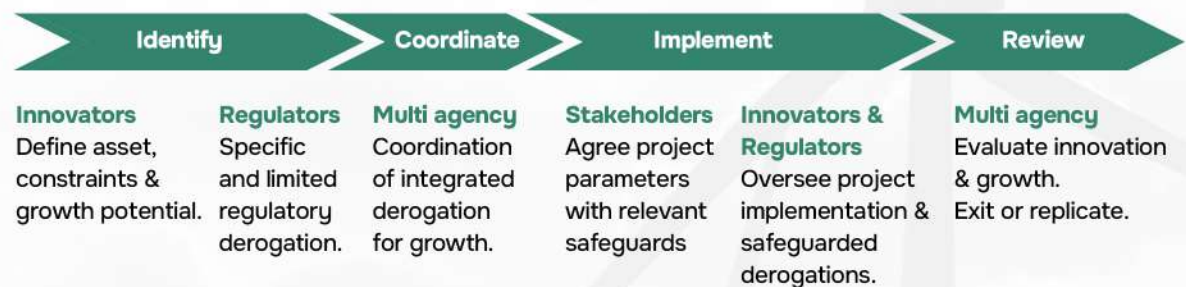 Identify
Coordinate
Implement
Review
Innovators
Define asset,
constraints &
growth potential.
Regulators
Specific
and limited
regulatory
derogation.
Multi agency
Coordination
of integrated
derogation
for growth.
Stakeholders
Agree project
parameters
with relevant
safeguards
Innovators &
Regulators
Oversee project
implementation &
safeguarded
derogations.
Multi agency
Evaluate innovation
& growth.
Exit or replicate.